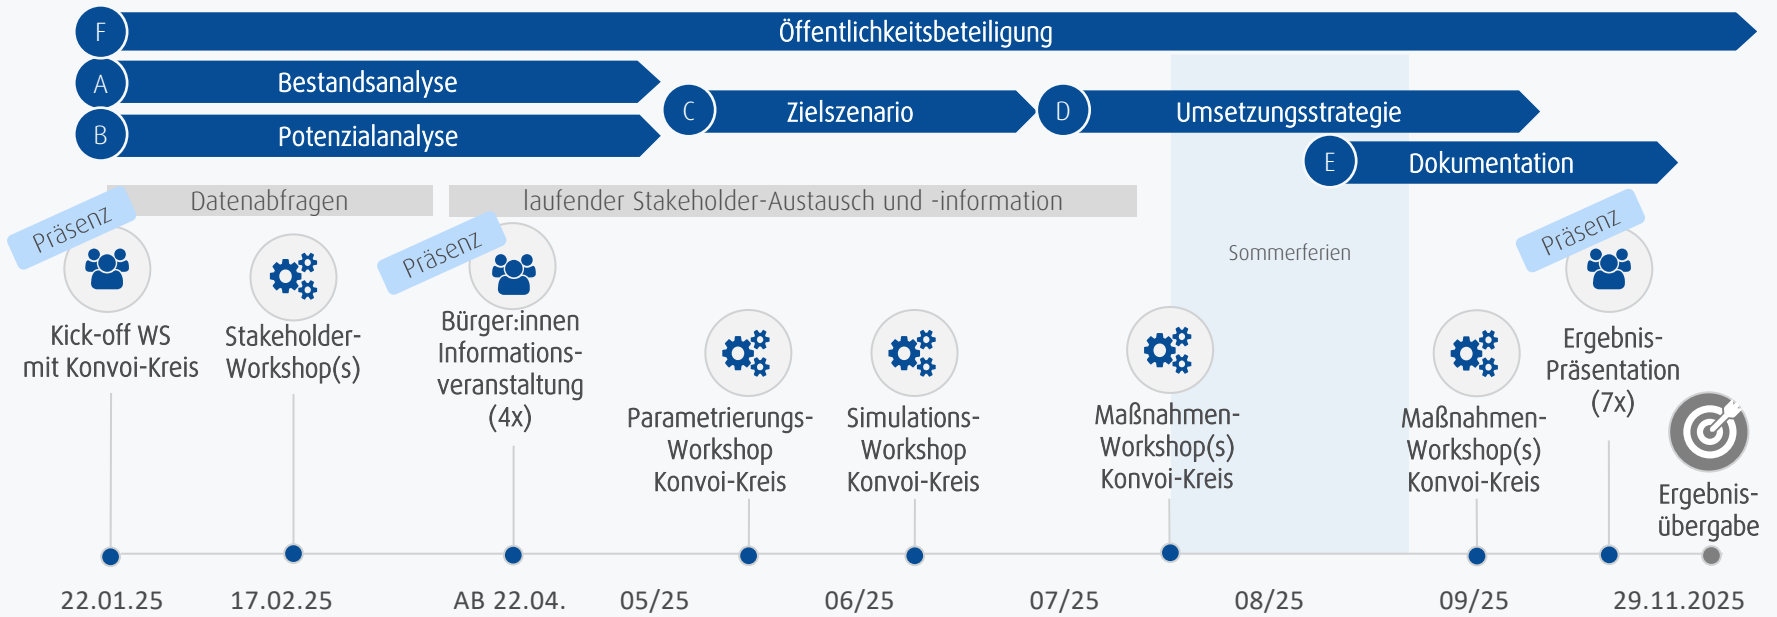 F
Öffentlichkeitsbeteiligung
A
Bestandsanalyse
B
Potenzialanalyse
C
Zielszenario
D
Umsetzungsstrategie
E
Dokumentation
Datenabfragen
laufender Stakeholder-Austausch und -information
Sommerferien
Präsenz
Kick-off WS
mit Konvoi-Kreis
Stakeholder-
Workshop(s)
Präsenz
Bürger:innen
Informations-
veranstaltung
(4x)
Parametrierungs-
Workshop
Konvoi-Kreis
Simulations-
Workshop
Konvoi-Kreis
Maßnahmen-
Workshop(s)
Konvoi-Kreis
Maßnahmen-
Workshop(s)
Konvoi-Kreis
Präsenz
Ergebnis-
Präsentation
(7x)
Ergebnis-
übergabe
22.01.25
17.02.25
AB 22.04.
05/25
06/25
07/25
08/25
09/25
29.11.2025